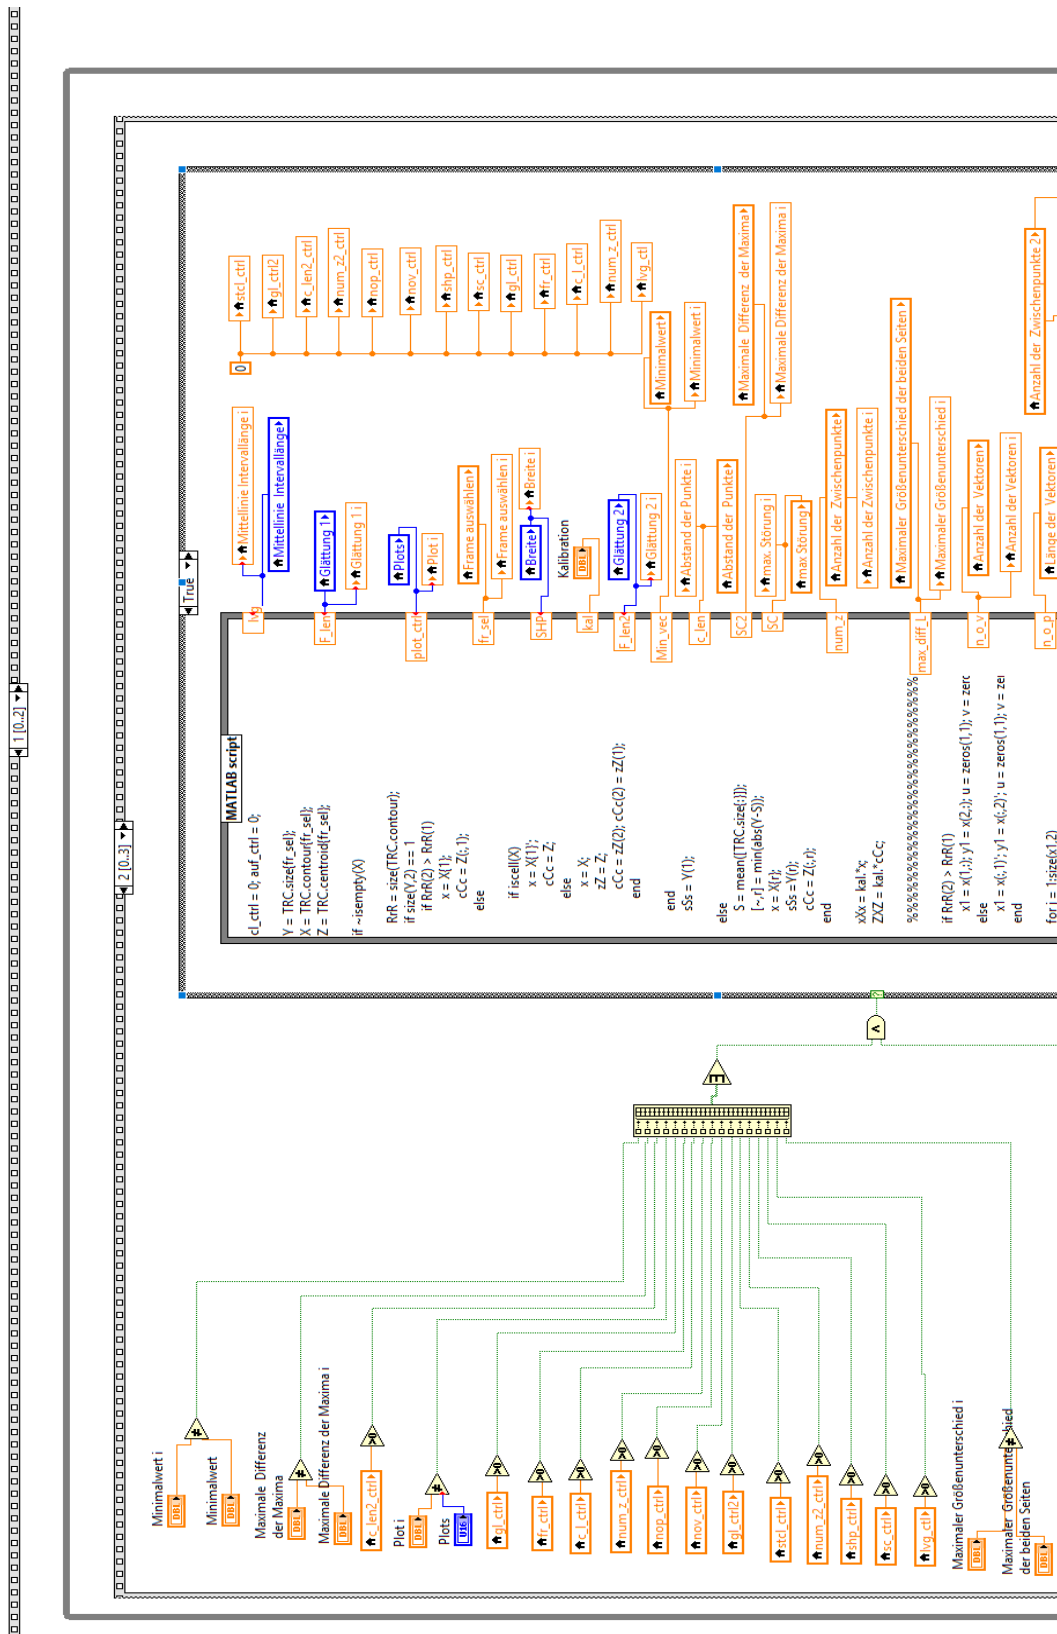 1 [0..2]
2 [0..3]
True
Minimalwert i
DBL
Minimalwert
DBL
Maximale Differenz
der Maxima
DBL
Maximale Differenz der Maxima i
DBL
c_len2_ctrl
Plot i
DBL
Plots
U16
gl_ctrl
fr_ctrl
c_l_ctrl
num_z_ctrl
nop_ctrl
nov_ctrl
gl_ctrl2
stcl_ctrl
num_z2_ctrl
shp_ctrl
sc_ctrl
lvg_ctl
Maximaler Größenunterschied i
DBL
Maximaler Größenunterschied
der beiden Seiten
DBL
MATLAB script
cl_ctrl = 0; auf_ctrl = 0;
Y = TRC.size{fr_sel};
X = TRC.contour{fr_sel};
Z = TRC.centroid{fr_sel};
if ~isempty(X)
RrR = size(TRC.contour);
if size(Y,2) == 1
if RrR(2) > RrR(1)
x = X{1};
cCc = Z(:,1);
else
if iscell(X)
x = X{1};
cCc = Z;
else
x = X;
zZ = Z;
cCc = zZ(2); cCc(2) = zZ(1);
end
end
sSs = Y(1);
else
S = mean([TRC.size{:}]);
[~,r] = min(abs(Y-S));
x = X{r};
sSs = Y(r);
cCc = Z(:,r);
end
xXx = kal.*x;
ZXZ = kal.*cCc;
%%%%%%%%%%%%%%%%%%%%%%%%%
if RrR(2) > RrR(1)
x1 = x(1,:); y1 = x(2,:); u = zeros(1,1); v = zerc
else
x1 = x(:,1)'; y1 = x(:,2)'; u = zeros(1,1); v = zei
end
for i = 1:size(x1,2)
lvg
F_len
plot_ctrl
fr_sel
SHP
kal
F_len2
Min_vec
c_len
SC2
SC
num_z
max_diff_L
n_o_v
n_o_p
Mittellinie Intervallänge i
Mittllinie Intervallänge
Glättung 1
Glättung 1 i
Plots
Plot i
Frame auswählen
Frame auswählen i
Breite
Breite i
Kalibration
DBL
Glättung 2
Glättung 2 i
Minimalwert
Minimalwert i
Abstand der Punkte i
Abstand der Punkte
Maximale Differenz der Maxima
Maximale Differenz der Maxima i
max. Störung i
max Störung
Anzahl der Zwischenpunkte
Anzahl der Zwischenpunkte i
Maximaler Größenunterschied der beiden Seiten
Maximaler Größenunterschied i
Anzahl der Vektoren
Anzahl der Vektoren i
Anzahl der Zwischenpunkte 2
Länge der Vektoren
0
stcl_ctrl
gl_ctrl2
c_len2_ctrl
num_z2_ctrl
nop_ctrl
nov_ctrl
shp_ctrl
sc_ctrl
gl_ctrl
fr_ctrl
c_l_ctrl
num_z_ctrl
lvg_ctl